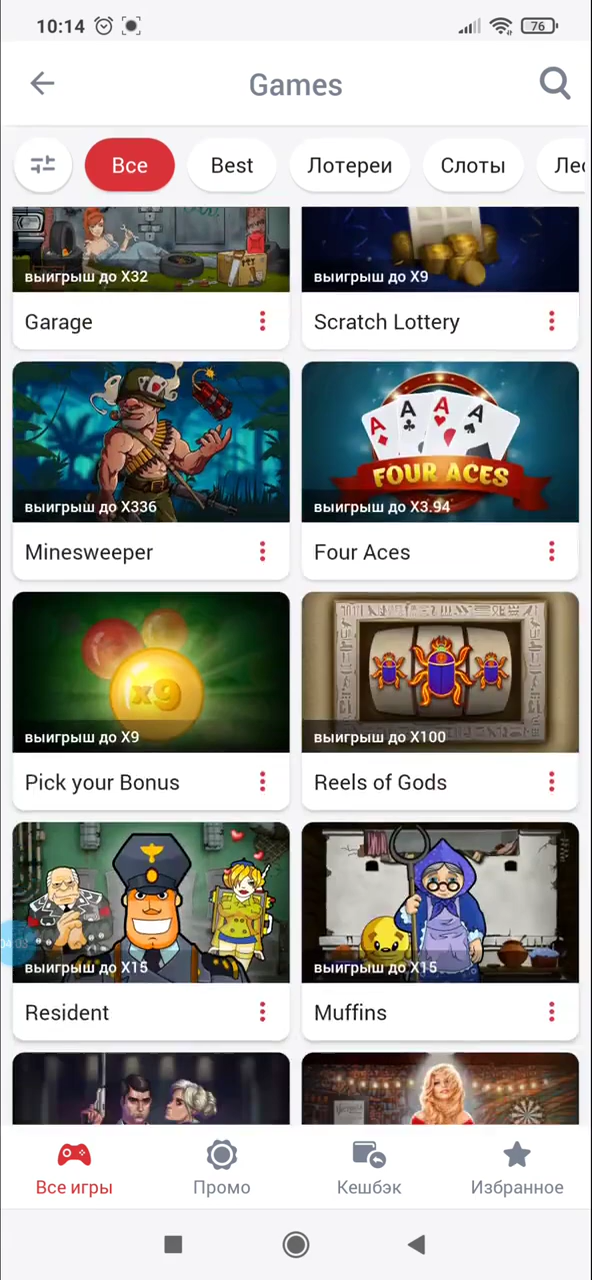 10:14
76
Games
Все
Best
Лотереи
Слоты
Лес
выигрыш до X32
выигрыш до X9
Garage
Scratch Lottery
A A A A
FOUR ACES
выигрыш до X336
выигрыш до X3.94
Minesweeper
Four Aces
x9
выигрыш до X9
выигрыш до X100
Pick your Bonus
Reels of Gods
выигрыш до X15
выигрыш до X15
Resident
Muffins
Все игры
Промо
Кешбэк
Избранное